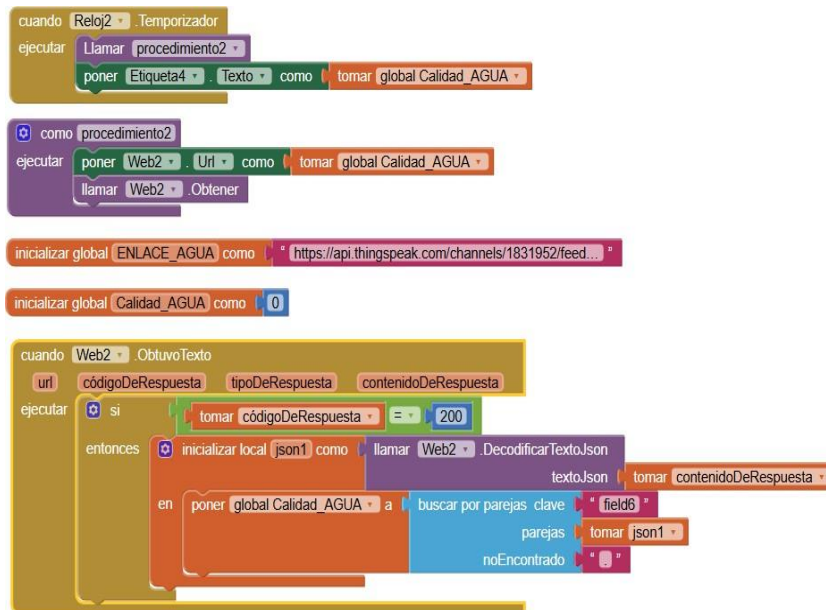 cuando Reloj2 .Temporizador
ejecutar Llamar procedimiento2
poner Etiqueta4 . Texto como tomar global Calidad_AGUA
como procedimiento2
ejecutar poner Web2 . Url como tomar global Calidad_AGUA
llamar Web2 .Obtener
inicializar global ENLACE_AGUA como " https://api.thingspeak.com/channels/1831952/feed... "
inicializar global Calidad_AGUA como 0
cuando Web2 .ObtuvoTexto
url códigoDeRespuesta tipoDeRespuesta contenidoDeRespuesta
ejecutar si tomar códigoDeRespuesta = 200
entonces inicializar local json1 como llamar Web2 .DecodificarTextoJson
textoJson tomar contenidoDeRespuesta
en poner global Calidad_AGUA a buscar por parejas clave " field6 "
parejas tomar json1
noEncontrado " . "